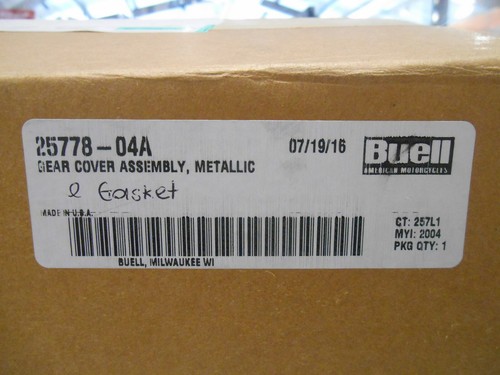 25778-04A 07/19/16 Buell
GEAR COVER ASSEMBLY, METALLIC AMERICAN MOTORCYCLES
& Gasket
MADE IN U.S.A.
CT: 257L1
MYI: 2004
PKG QTY: 1
BUELL, MILWAUKEE WI